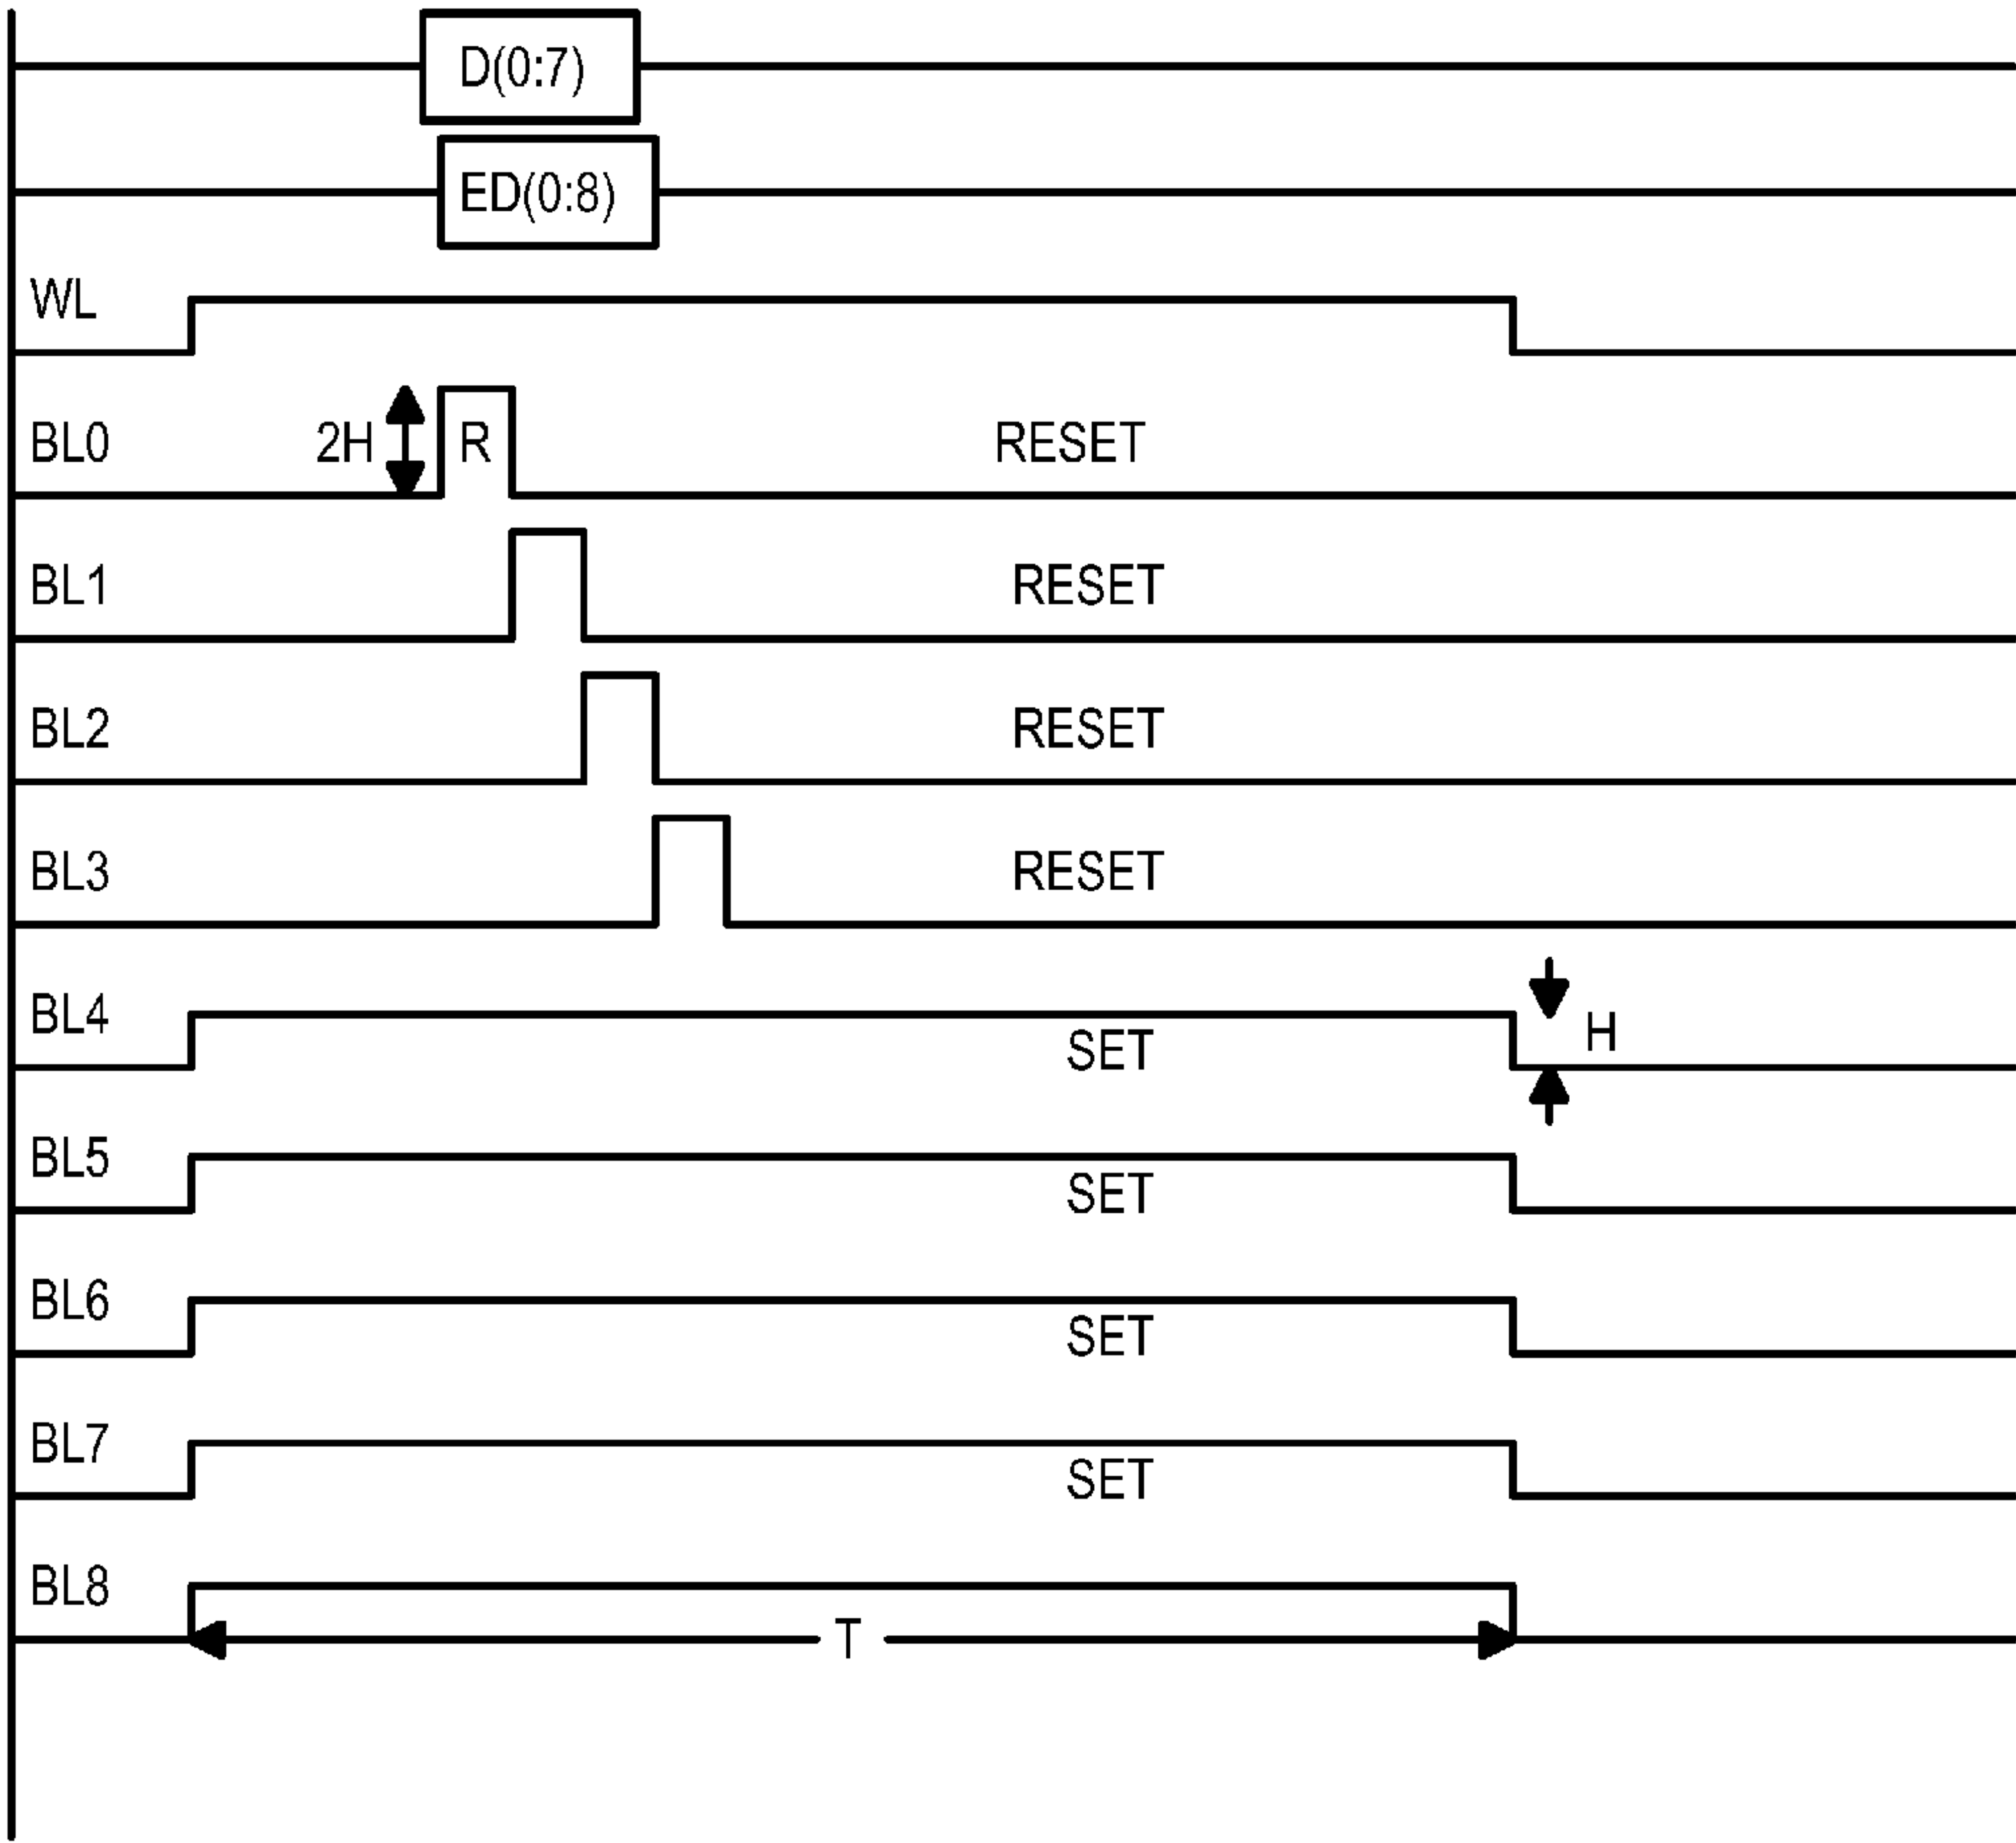 D(0:7)
ED(0:8)
WL
BL0 2H R RESET
BL1 RESET
BL2 RESET
BL3 RESET
BL4 SET H
BL5 SET
BL6 SET
BL7 SET
BL8
T